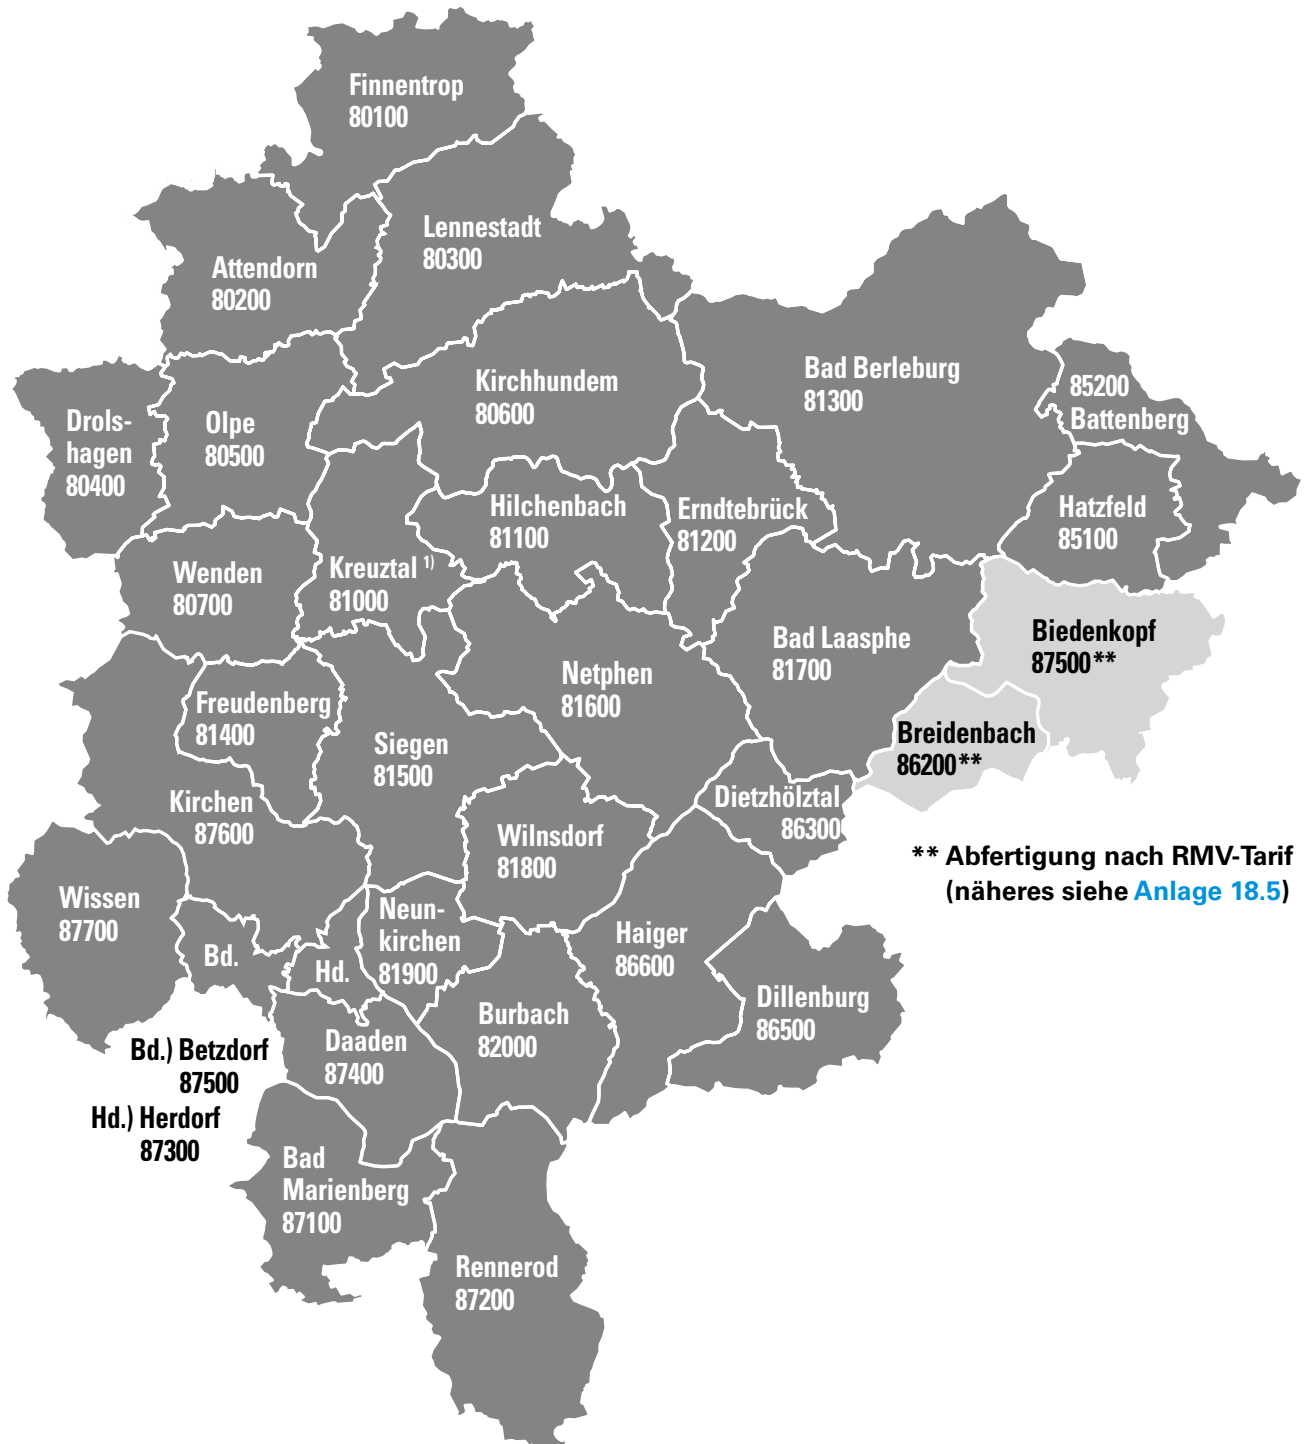 Finnentrop
80100
Lennestadt
80300
Attendorn
80200
Bad Berleburg
81300
Kirchhundem
80600
85200
Battenberg
Drols-
hagen
80400
Olpe
80500
Hilchenbach
81100
Erndtebrück
81200
Hatzfeld
85100
Wenden
80700
Kreuztal 1)
81000
Bad Laasphe
81700
Biedenkopf
87500**
Netphen
81600
Freudenberg
81400
Siegen
81500
Breidenbach
86200**
Dietzhölztal
86300
Kirchen
87600
Wilnsdorf
81800
** Abfertigung nach RMV-Tarif
(näheres siehe Anlage 18.5)
Wissen
87700
Neun-
kirchen
81900
Haiger
86600
Bd.
Hd.
Dillenburg
86500
Burbach
82000
Daaden
87400
Bd.) Betzdorf
87500
Hd.) Herdorf
87300
Bad
Marienberg
87100
Rennerod
87200